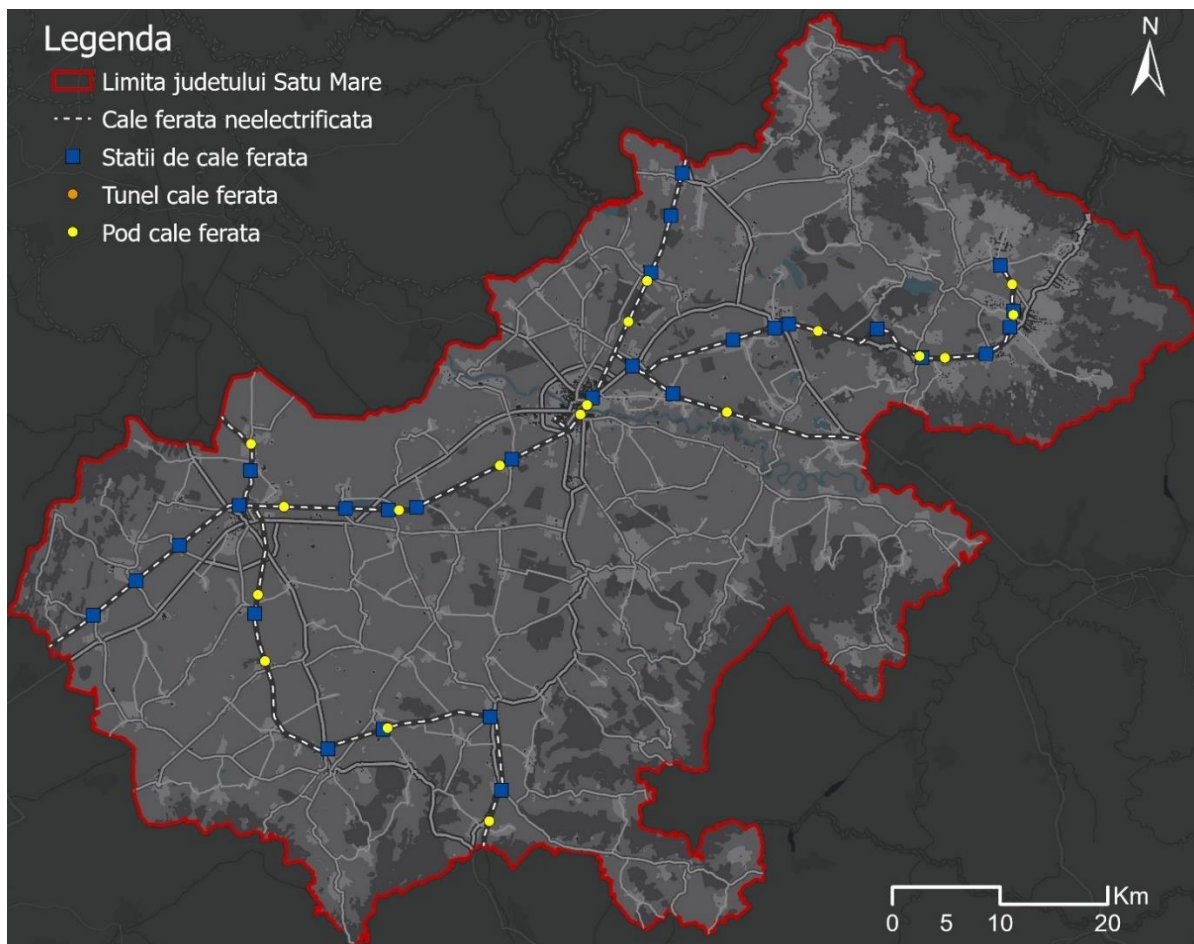 Legenda
Limita judetului Satu Mare
Cale ferata neelectrificata
Statii de cale ferata
Tunel cale ferata
Pod cale ferata
N
Km
0 5 10 20